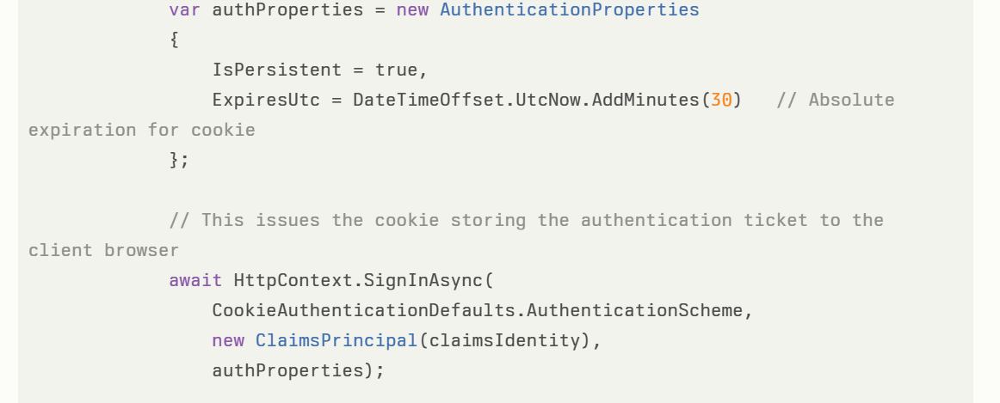 var authProperties = new AuthenticationProperties
{
IsPersistent = true,
ExpiresUtc = DateTimeOffset.UtcNow.AddMinutes(30)   // Absolute
expiration for cookie
};
// This issues the cookie storing the authentication ticket to the
client browser
await HttpContext.SignInAsync(
CookieAuthenticationDefaults.AuthenticationScheme,
new ClaimsPrincipal(claimsIdentity),
authProperties);